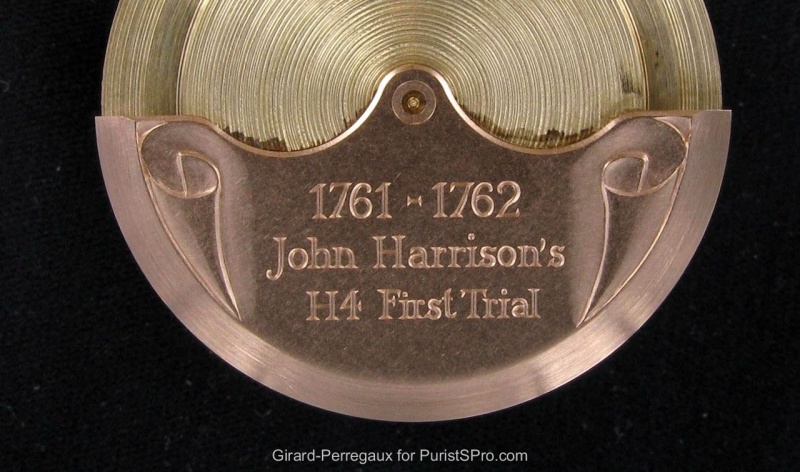 1761 - 1762
John Harrison's
H4 First Trial
Girard-Perregaux for PuristSPro.com